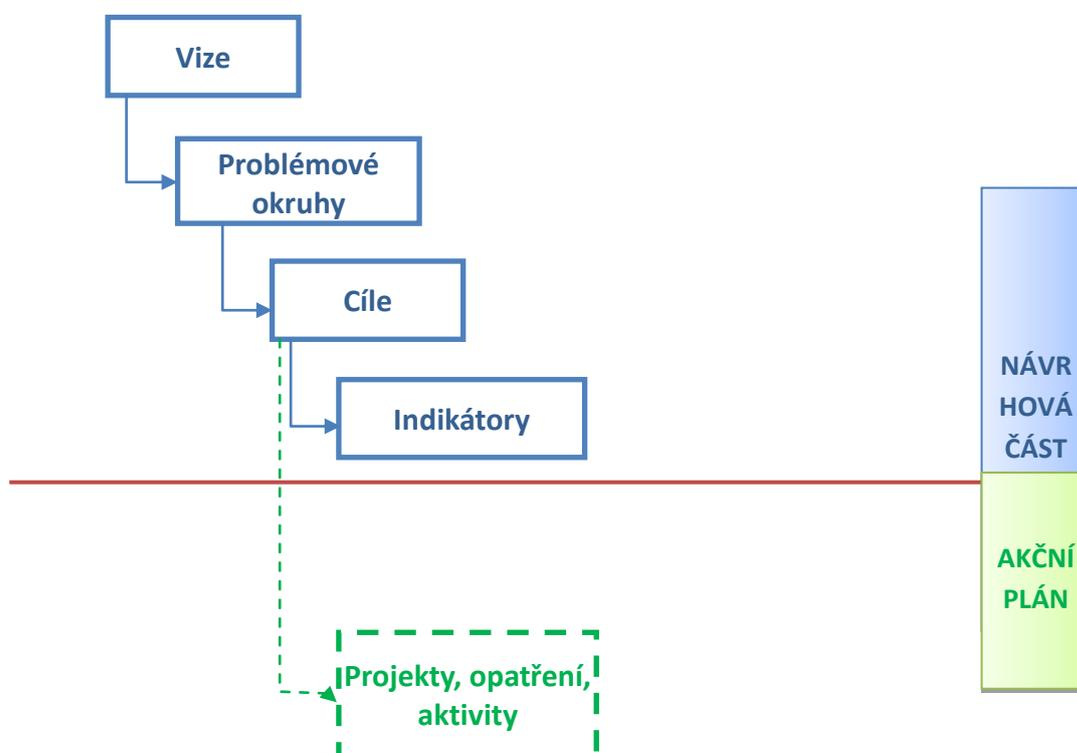 Vize
Problémové
okruhy
Cíle
NÁVR
HOVÁ
ČÁST
Indikátory
AKČNÍ
PLÁN
Projekty, opatření,
aktivity